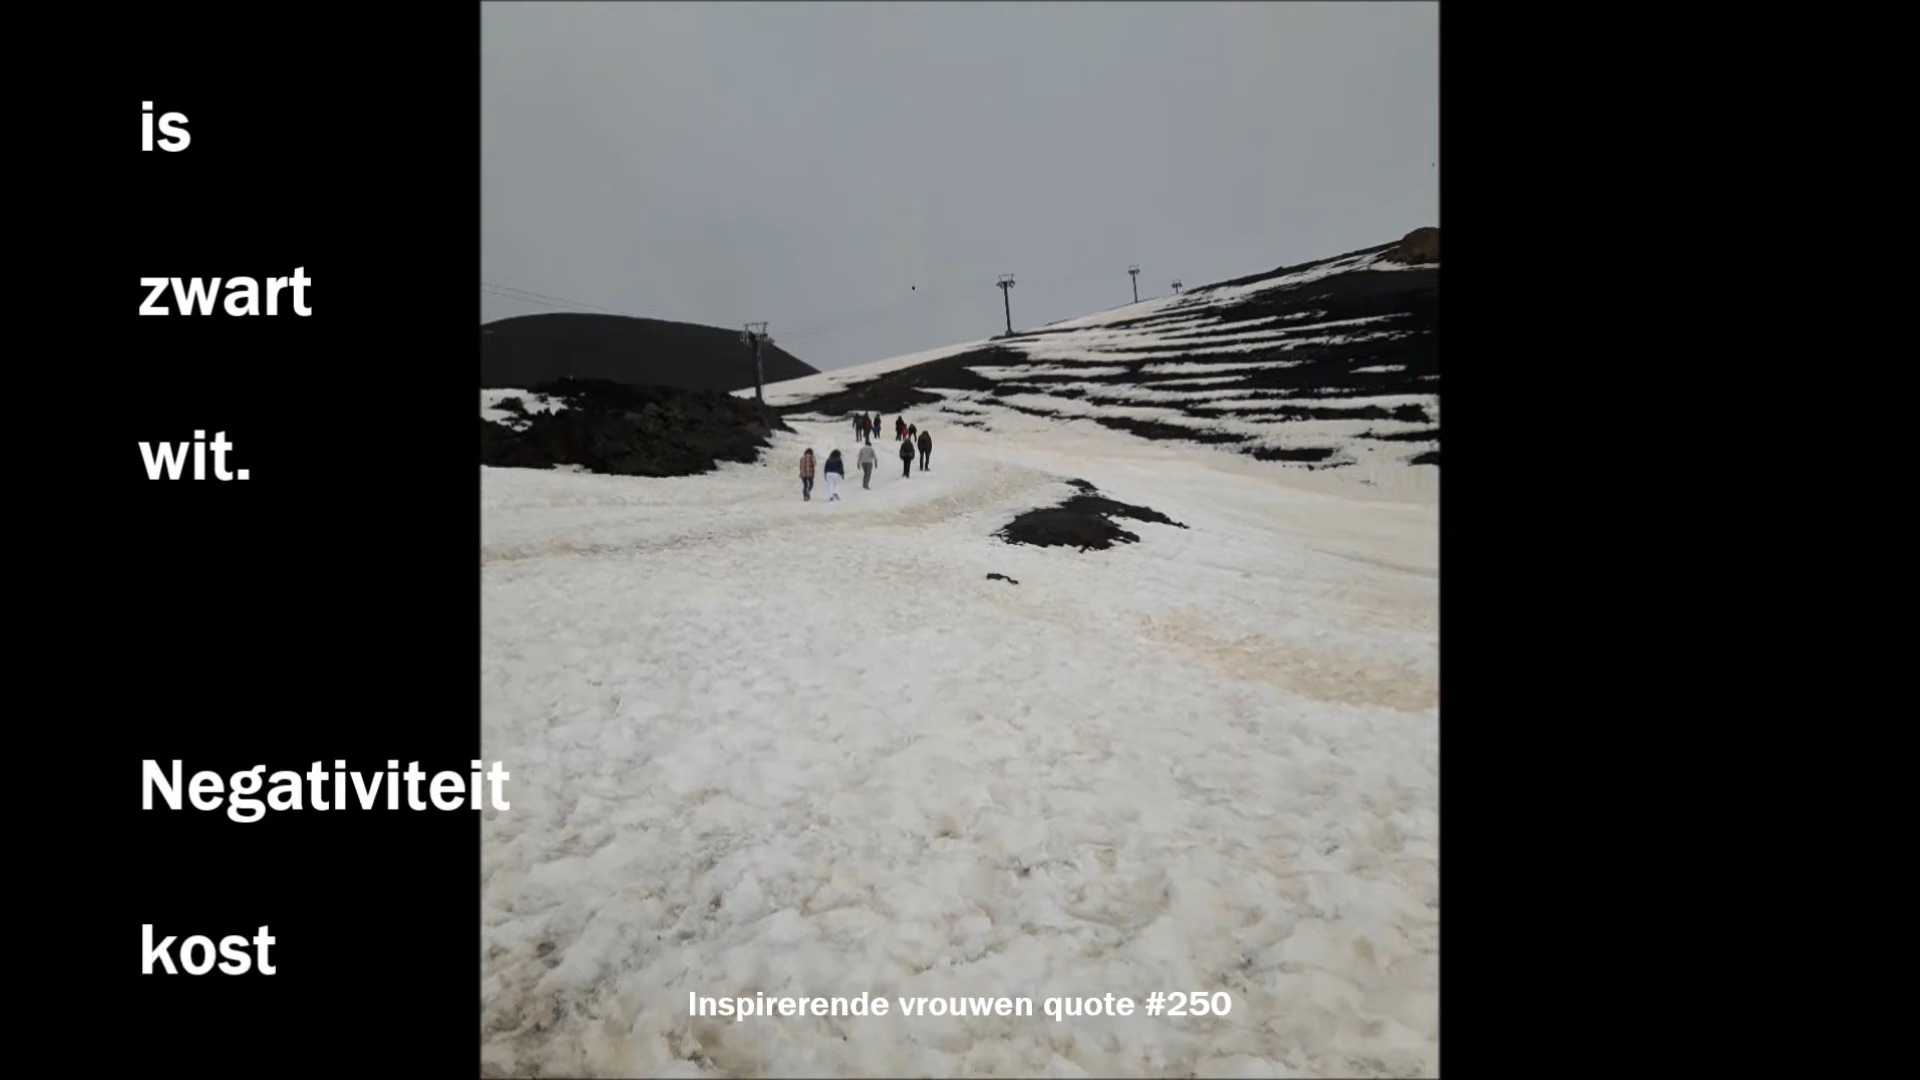 is
zwart
wit.
Negativiteit
kost
Inspirerende vrouwen quote #250